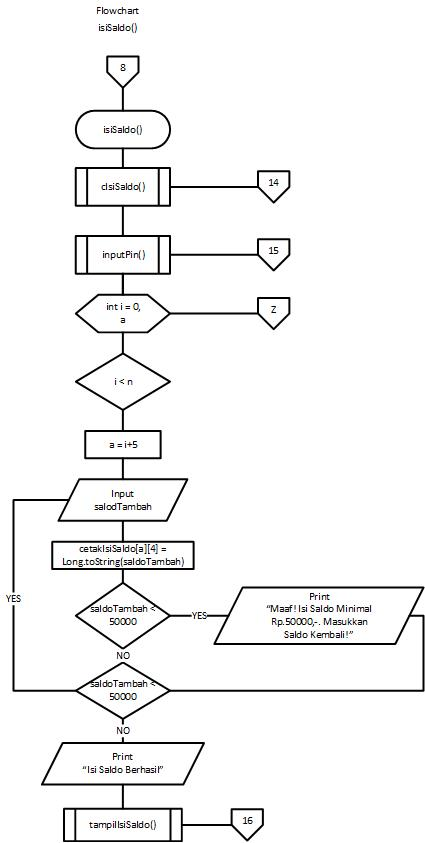 Flowchart
isiSaldo()
8
isiSaldo()
cIsiSaldo()
14
inputPin()
15
int i = 0,
a
Z
i < n
a = i+5
Input
salodTambah
cetakIsiSaldo[a][4] =
Long.toString(saldoTambah)
saldoTambah <
50000
YES
Print
“Maaf! Isi Saldo Minimal
Rp.50000,-. Masukkan
Saldo Kembali!”
YES
NO
saldoTambah <
50000
NO
Print
“Isi Saldo Berhasil”
tampilIsiSaldo()
16